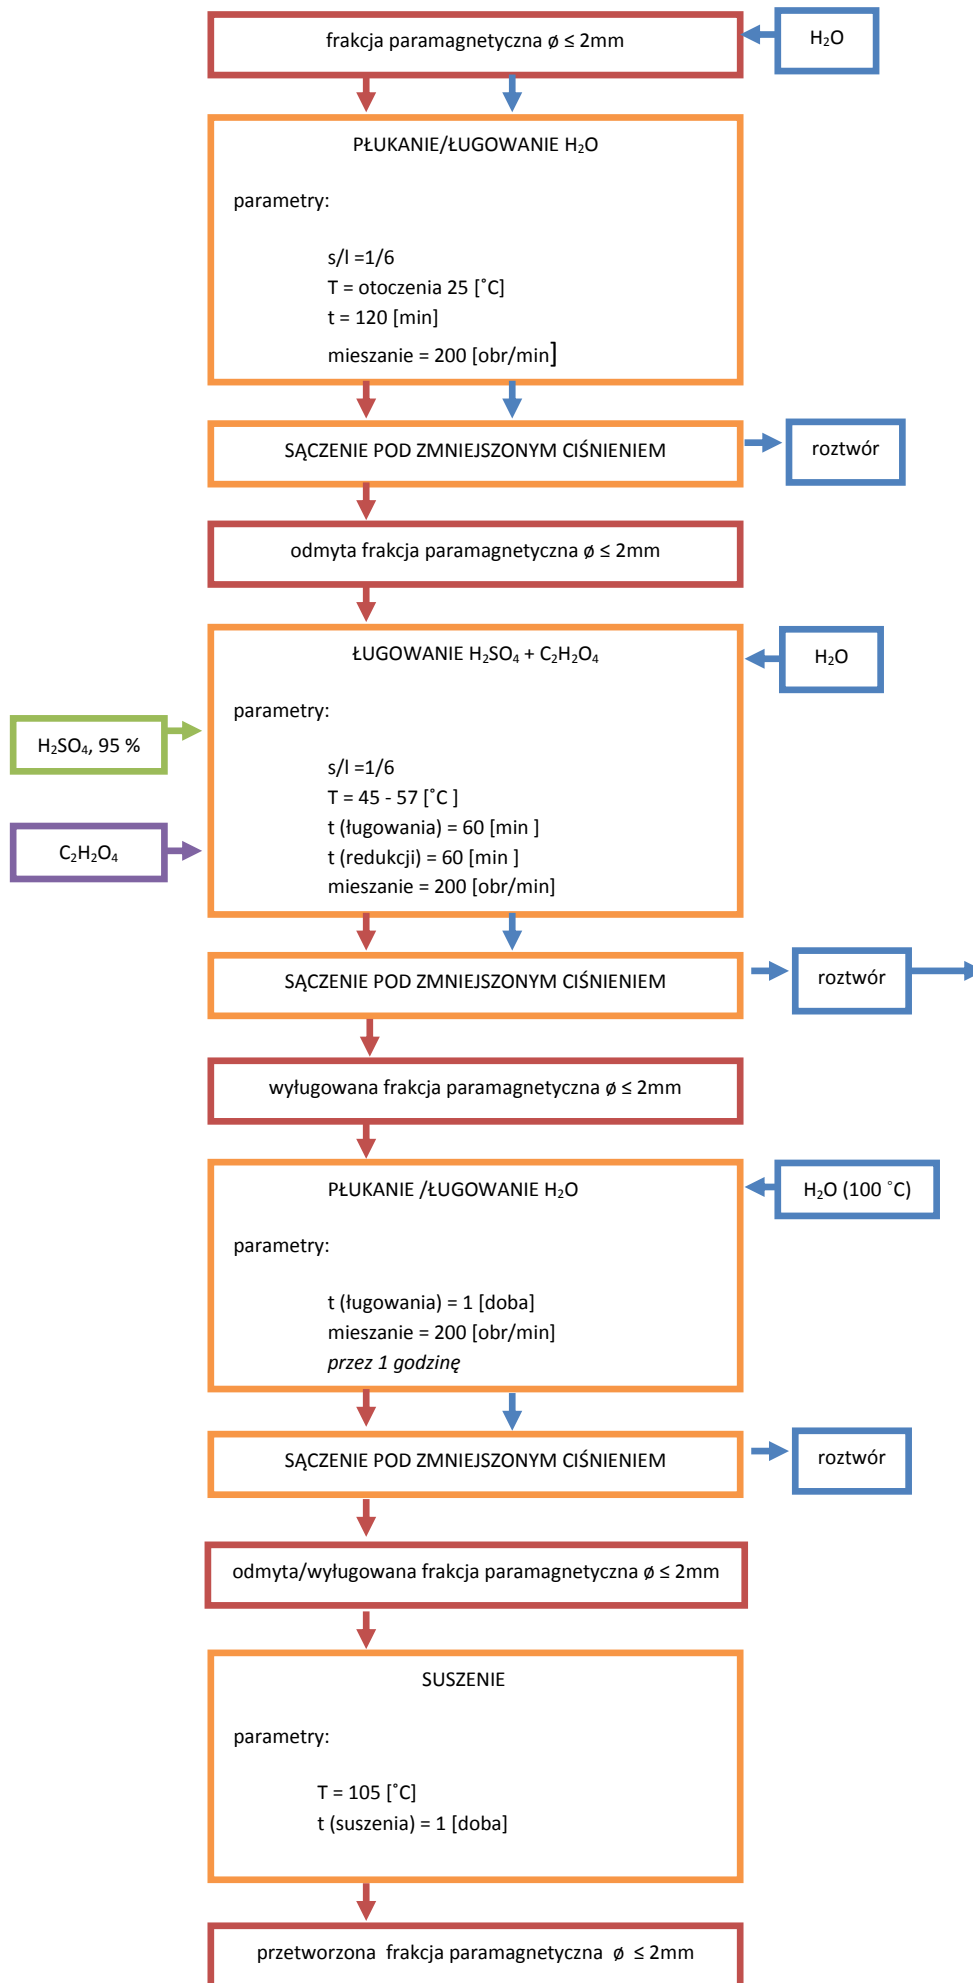 frakcja paramagnetyczna ø ≤ 2mm
H₂O
PŁUKANIE/ŁUGOWANIE H₂O
parametry:
s/l =1/6
T = otoczenia 25 [˚C]
t = 120 [min]
mieszanie = 200 [obr/min]
SĄCZENIE POD ZMNIEJSZONYM CIŚNIENIEM
roztwór
odmyta frakcja paramagnetyczna ø ≤ 2mm
ŁUGOWANIE H₂SO₄ + C₂H₂O₄
H₂O
parametry:
H₂SO₄, 95 %
s/l =1/6
T = 45 - 57 [˚C ]
t (ługowania) = 60 [min ]
C₂H₂O₄
t (redukcji) = 60 [min ]
mieszanie = 200 [obr/min]
SĄCZENIE POD ZMNIEJSZONYM CIŚNIENIEM
roztwór
wyługowana frakcja paramagnetyczna ø ≤ 2mm
PŁUKANIE /ŁUGOWANIE H₂O
H₂O (100 ˚C)
parametry:
t (ługowania) = 1 [doba]
mieszanie = 200 [obr/min]
przez 1 godzinę
SĄCZENIE POD ZMNIEJSZONYM CIŚNIENIEM
roztwór
odmyta/wyługowana frakcja paramagnetyczna ø ≤ 2mm
SUSZENIE
parametry:
T = 105 [˚C]
t (suszenia) = 1 [doba]
przetworzona frakcja paramagnetyczna ø ≤ 2mm